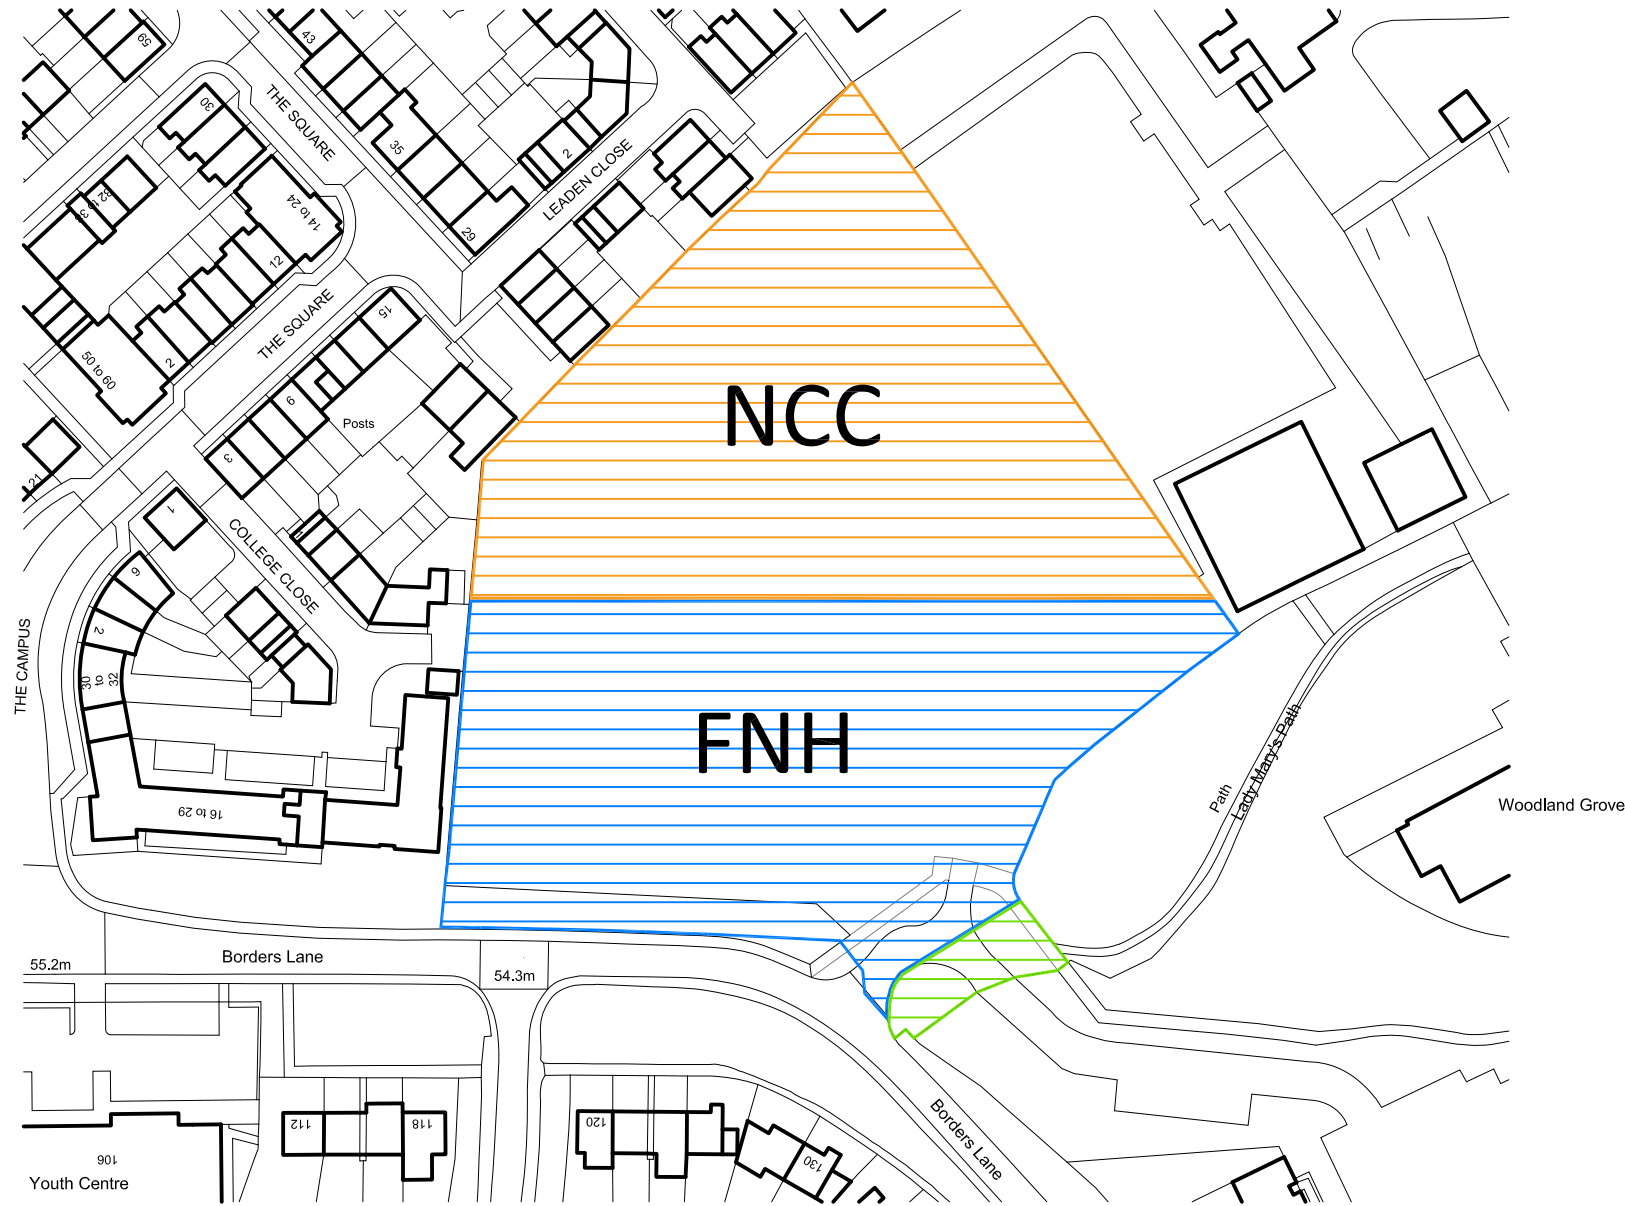 59
43
THE SQUARE
30
35
2
LEADEN CLOSE
32 to 3
14 to 24
29
12
THE SQUARE
15
50 to 60
2
9
NCC
Posts
3
21
1
COLLEGE CLOSE
6
2
THE CAMPUS
30
to
32
FNH
Lady Mary's Path
Path
Woodland Grove
16 to 29
Borders Lane
55.2m
54.3m
112
118
120
130
Borders Lane
106
Youth Centre